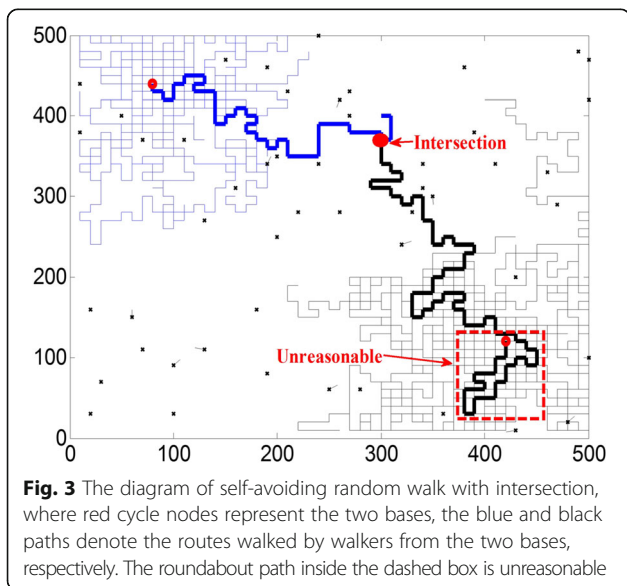 500
400
300
200
100
0
0
100
200
300
400
500
Intersection
Unreasonable
Fig. 3 The diagram of self-avoiding random walk with intersection,
where red cycle nodes represent the two bases, the blue and black
paths denote the routes walked by walkers from the two bases,
respectively. The roundabout path inside the dashed box is unreasonable